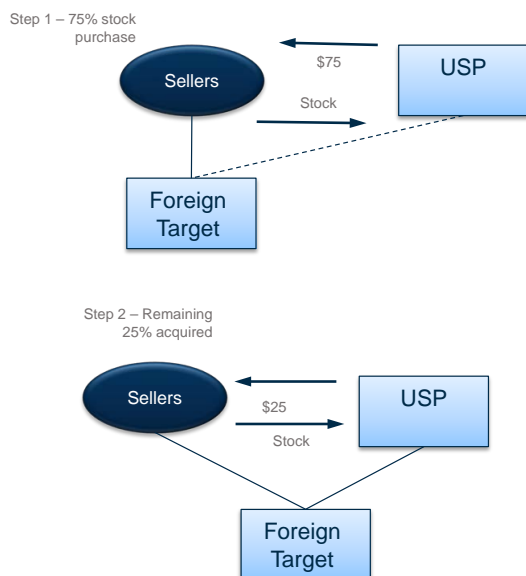 Step 1 – 75% stock
purchase
$75
USP
Sellers
Stock
Foreign
Target
Step 2 – Remaining
25% acquired
Sellers
USP
$25
Stock
Foreign
Target